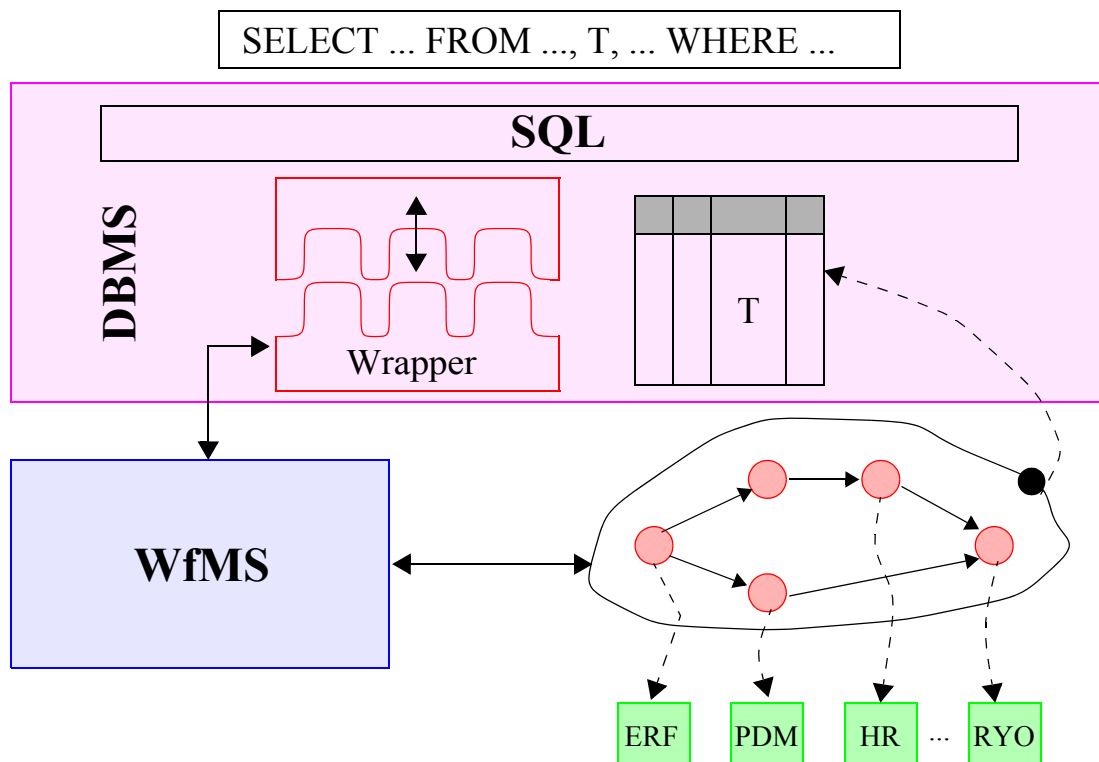 SELECT ... FROM ..., T, ... WHERE ...
SQL
DBMS
T
Wrapper
WfMS
ERF
PDM
HR
...
RYO